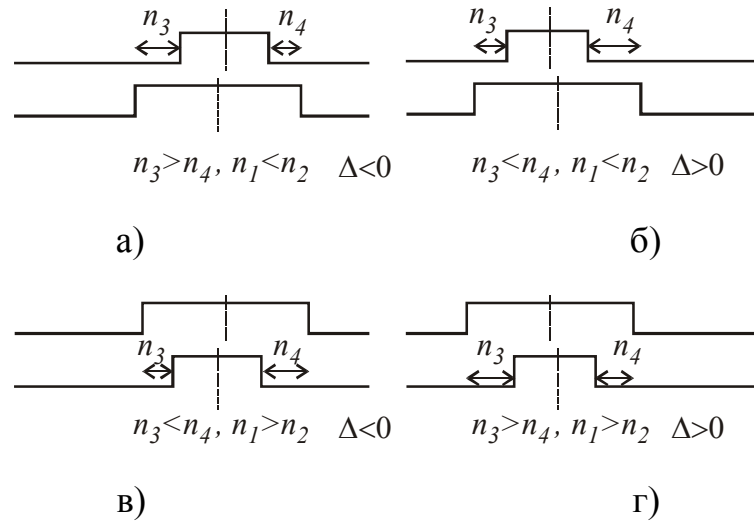 n₃ n₄
n₃ n₄
n₃>n₄, n₁<n₂ Δ<0
n₃<n₄, n₁<n₂ Δ>0
а)
б)
n₃ n₄
n₃ n₄
n₃<n₄, n₁>n₂ Δ<0
n₃>n₄, n₁>n₂ Δ>0
в)
г)